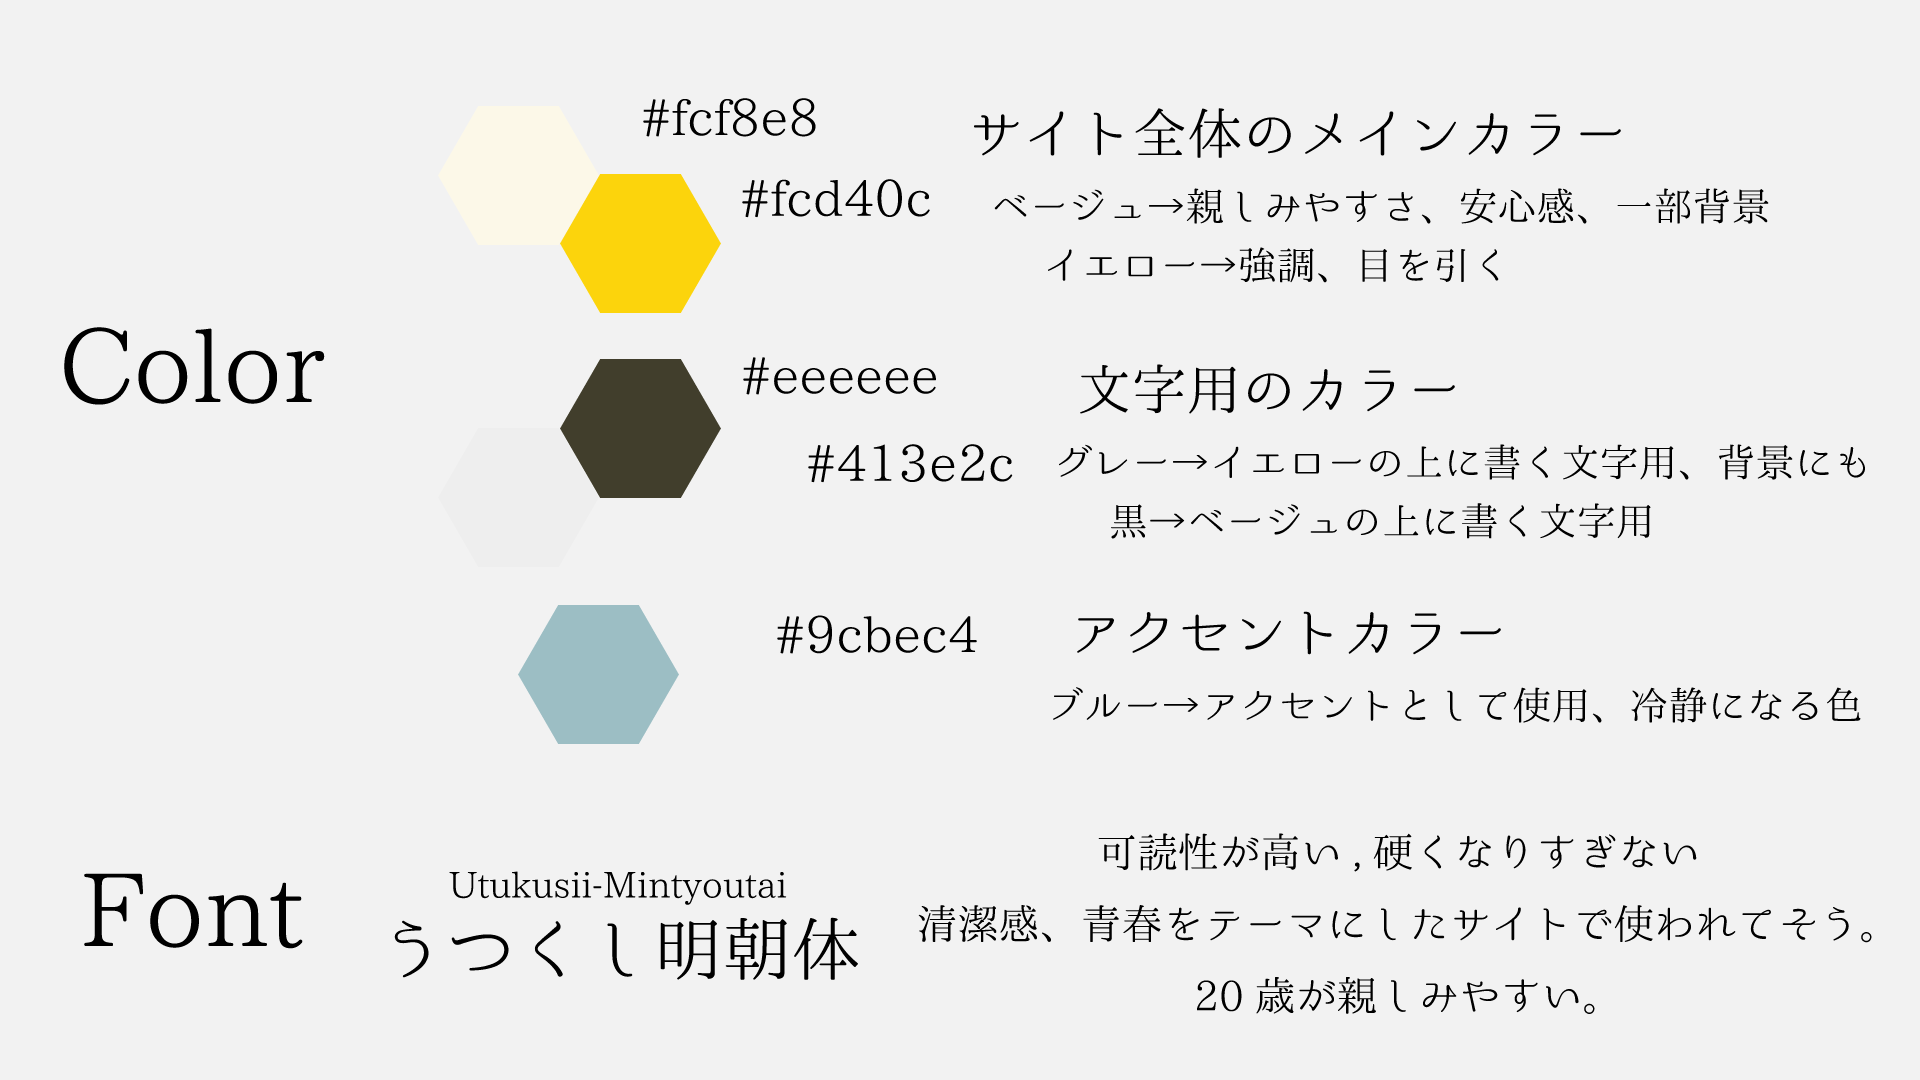 Color
#fcf8e8
#fcd40c
サイト全体のメインカラー
ベージュ→親しみやすさ、安心感、一部背景
イエロー→強調、目を引く
#eeeeee
#413e2c
文字用のカラー
グレー→イエローの上に書く文字用、背景にも
黒→ベージュの上に書く文字用
#9cbec4
アクセントカラー
ブルー→アクセントとして使用、冷静になる色
Font
Utukusii-Mintyoutai
うつくし明朝体
可読性が高い , 硬くなりすぎない
清潔感、青春をテーマにしたサイトで使われてそう。
20 歳が親しみやすい。